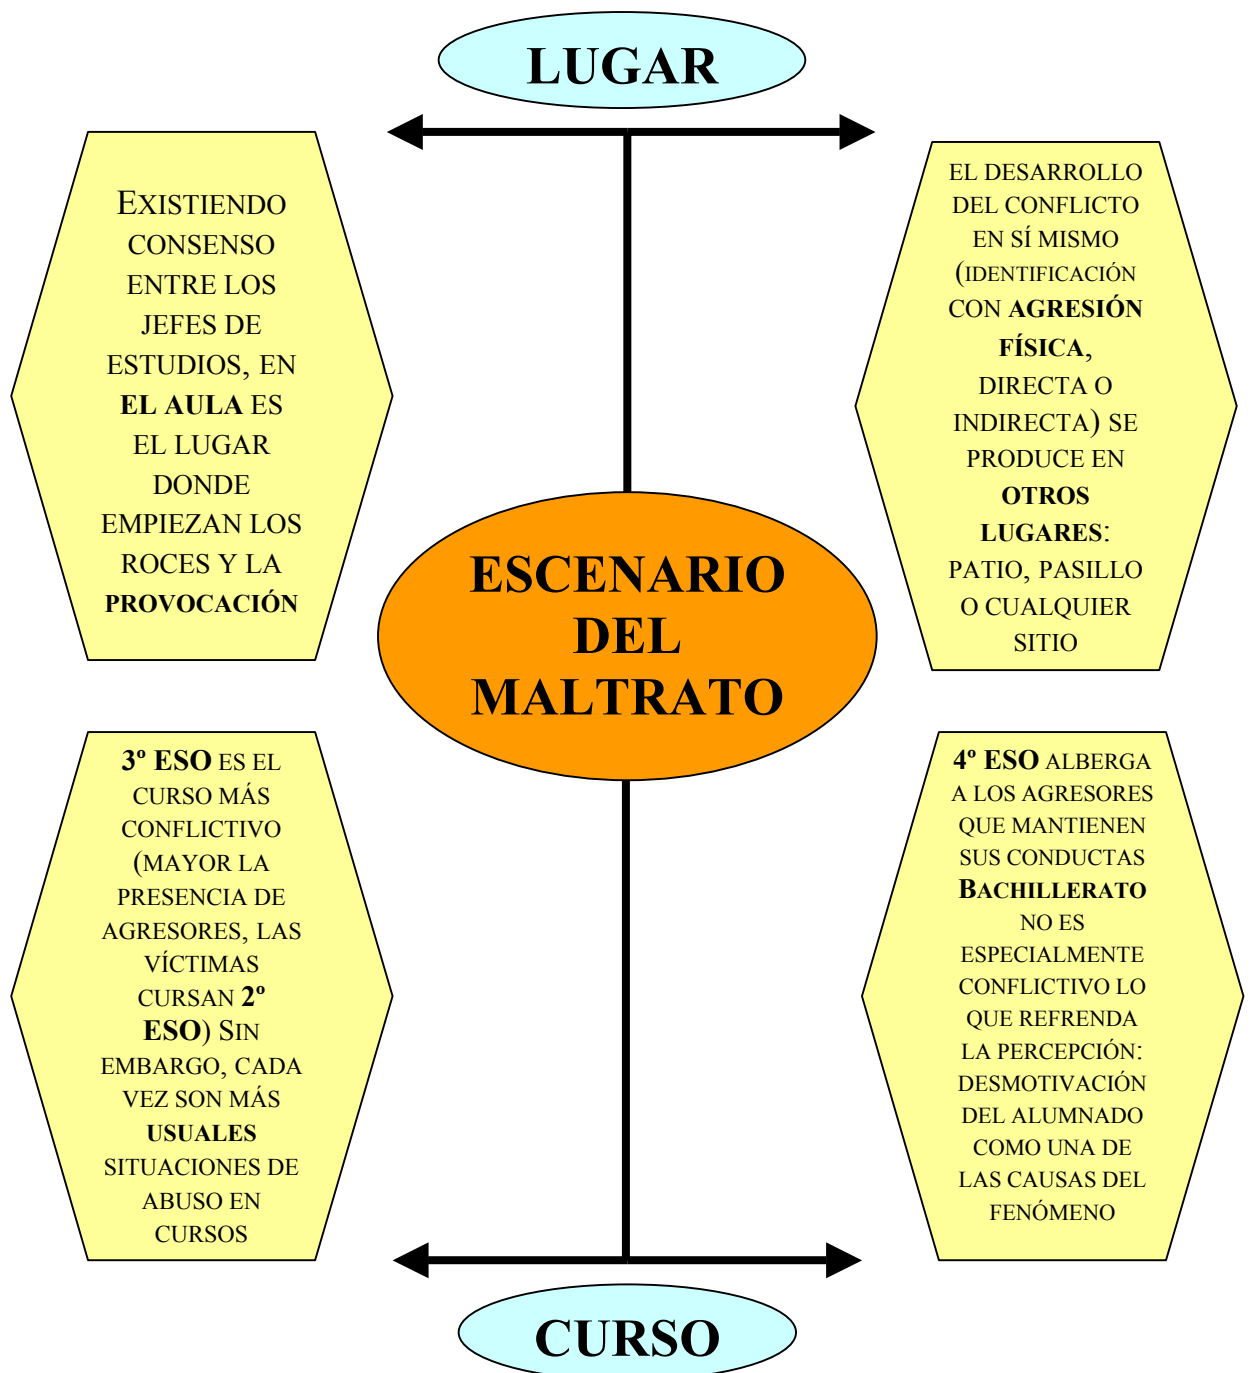 LUGAR
EXISTIENDO
CONSENSO
ENTRE LOS
JEFES DE
ESTUDIOS, EN
EL AULA ES
EL LUGAR
DONDE
EMPIEZAN LOS
ROCES Y LA
PROVOCACIÓN
EL DESARROLLO
DEL CONFLICTO
EN SÍ MISMO
(IDENTIFICACIÓN
CON AGRESIÓN
FÍSICA,
DIRECTA O
INDIRECTA) SE
PRODUCE EN
OTROS
LUGARES:
PATIO, PASILLO
O CUALQUIER
SITIO
ESCENARIO
DEL
MALTRATO
3º ESO ES EL
CURSO MÁS
CONFLICTIVO
(MAYOR LA
PRESENCIA DE
AGRESORES, LAS
VÍCTIMAS
CURSAN 2º
ESO) SIN
EMBARGO, CADA
VEZ SON MÁS
USUALES
SITUACIONES DE
ABUSO EN
CURSOS
4º ESO ALBERGA
A LOS AGRESORES
QUE MANTIENEN
SUS CONDUCTAS
BACHILLERATO
NO ES
ESPECIALMENTE
CONFLICTIVO LO
QUE REFRENDA
LA PERCEPCIÓN:
DESMOTIVACIÓN
DEL ALUMNADO
COMO UNA DE
LAS CAUSAS DEL
FENÓMENO
CURSO